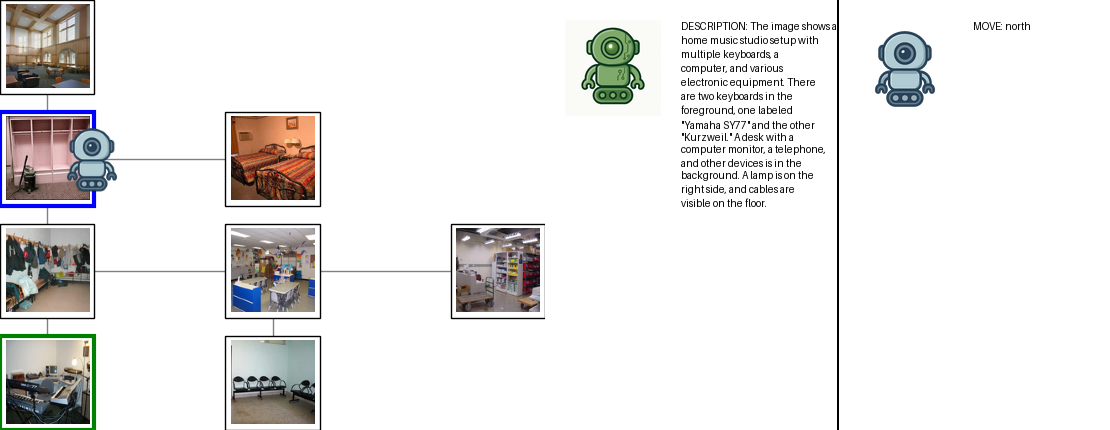 DESCRIPTION: The image shows a
home music studio setup with
multiple keyboards, a
computer, and various
electronic equipment. There
are two keyboards in the
foreground, one labeled
"Yamaha SY77" and the other
"Kurzweil." A desk with a
computer monitor, a telephone,
and other devices is in the
background. A lamp is on the
right side, and cables are
visible on the floor.
MOVE: north